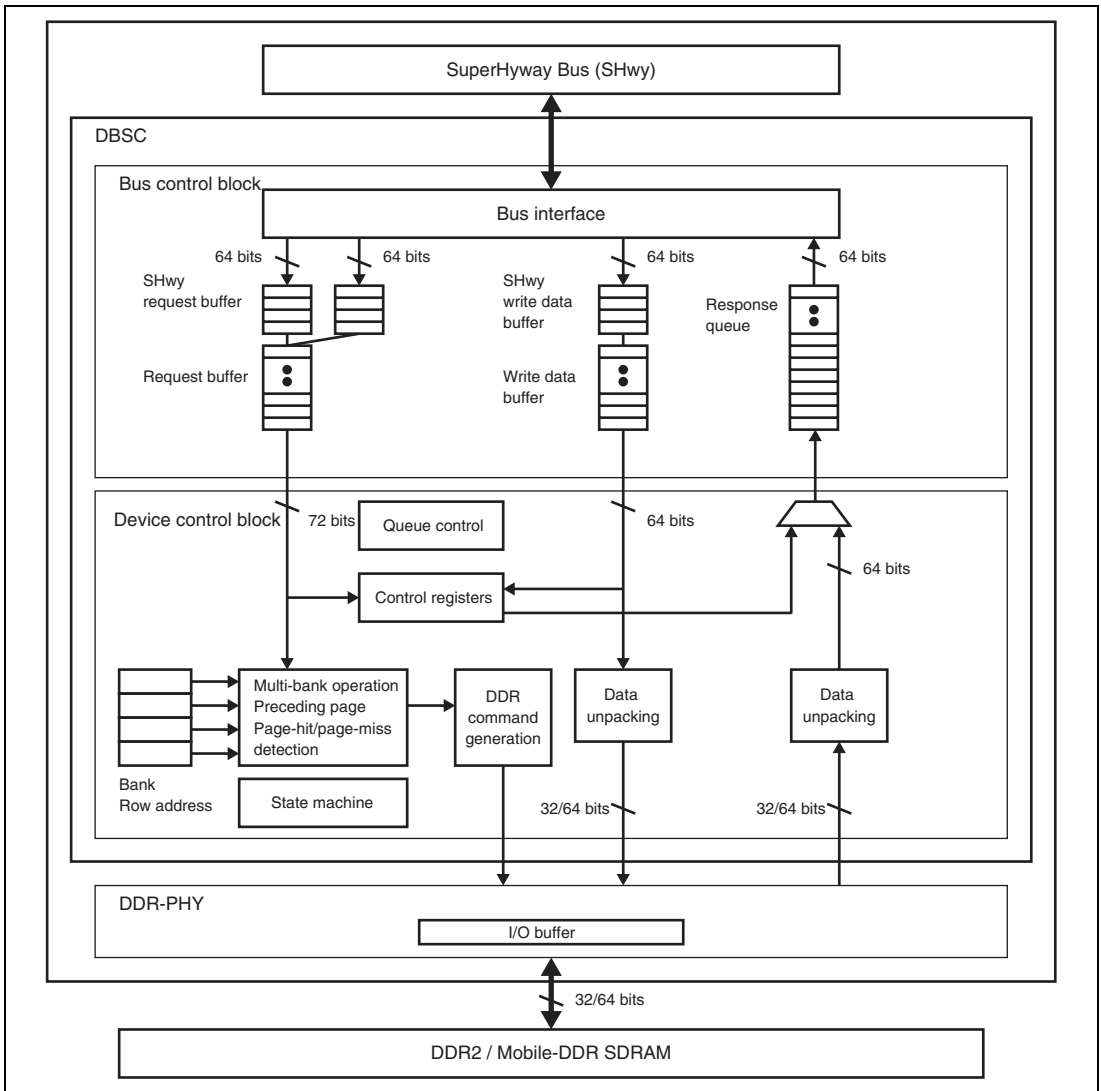 SuperHyway Bus (SHwy)
DBSC
Bus control block
Bus interface
64 bits
64 bits
64 bits
64 bits
SHwy
request buffer
SHwy
write data
buffer
Response
queue
Request buffer
Write data
buffer
Device control block
72 bits
Queue control
64 bits
64 bits
Control registers
Multi-bank operation
Preceding page
Page-hit/page-miss
detection
DDR
command
generation
Data
unpacking
Data
unpacking
Bank
Row address
State machine
32/64 bits
32/64 bits
DDR-PHY
I/O buffer
32/64 bits
DDR2 / Mobile-DDR SDRAM